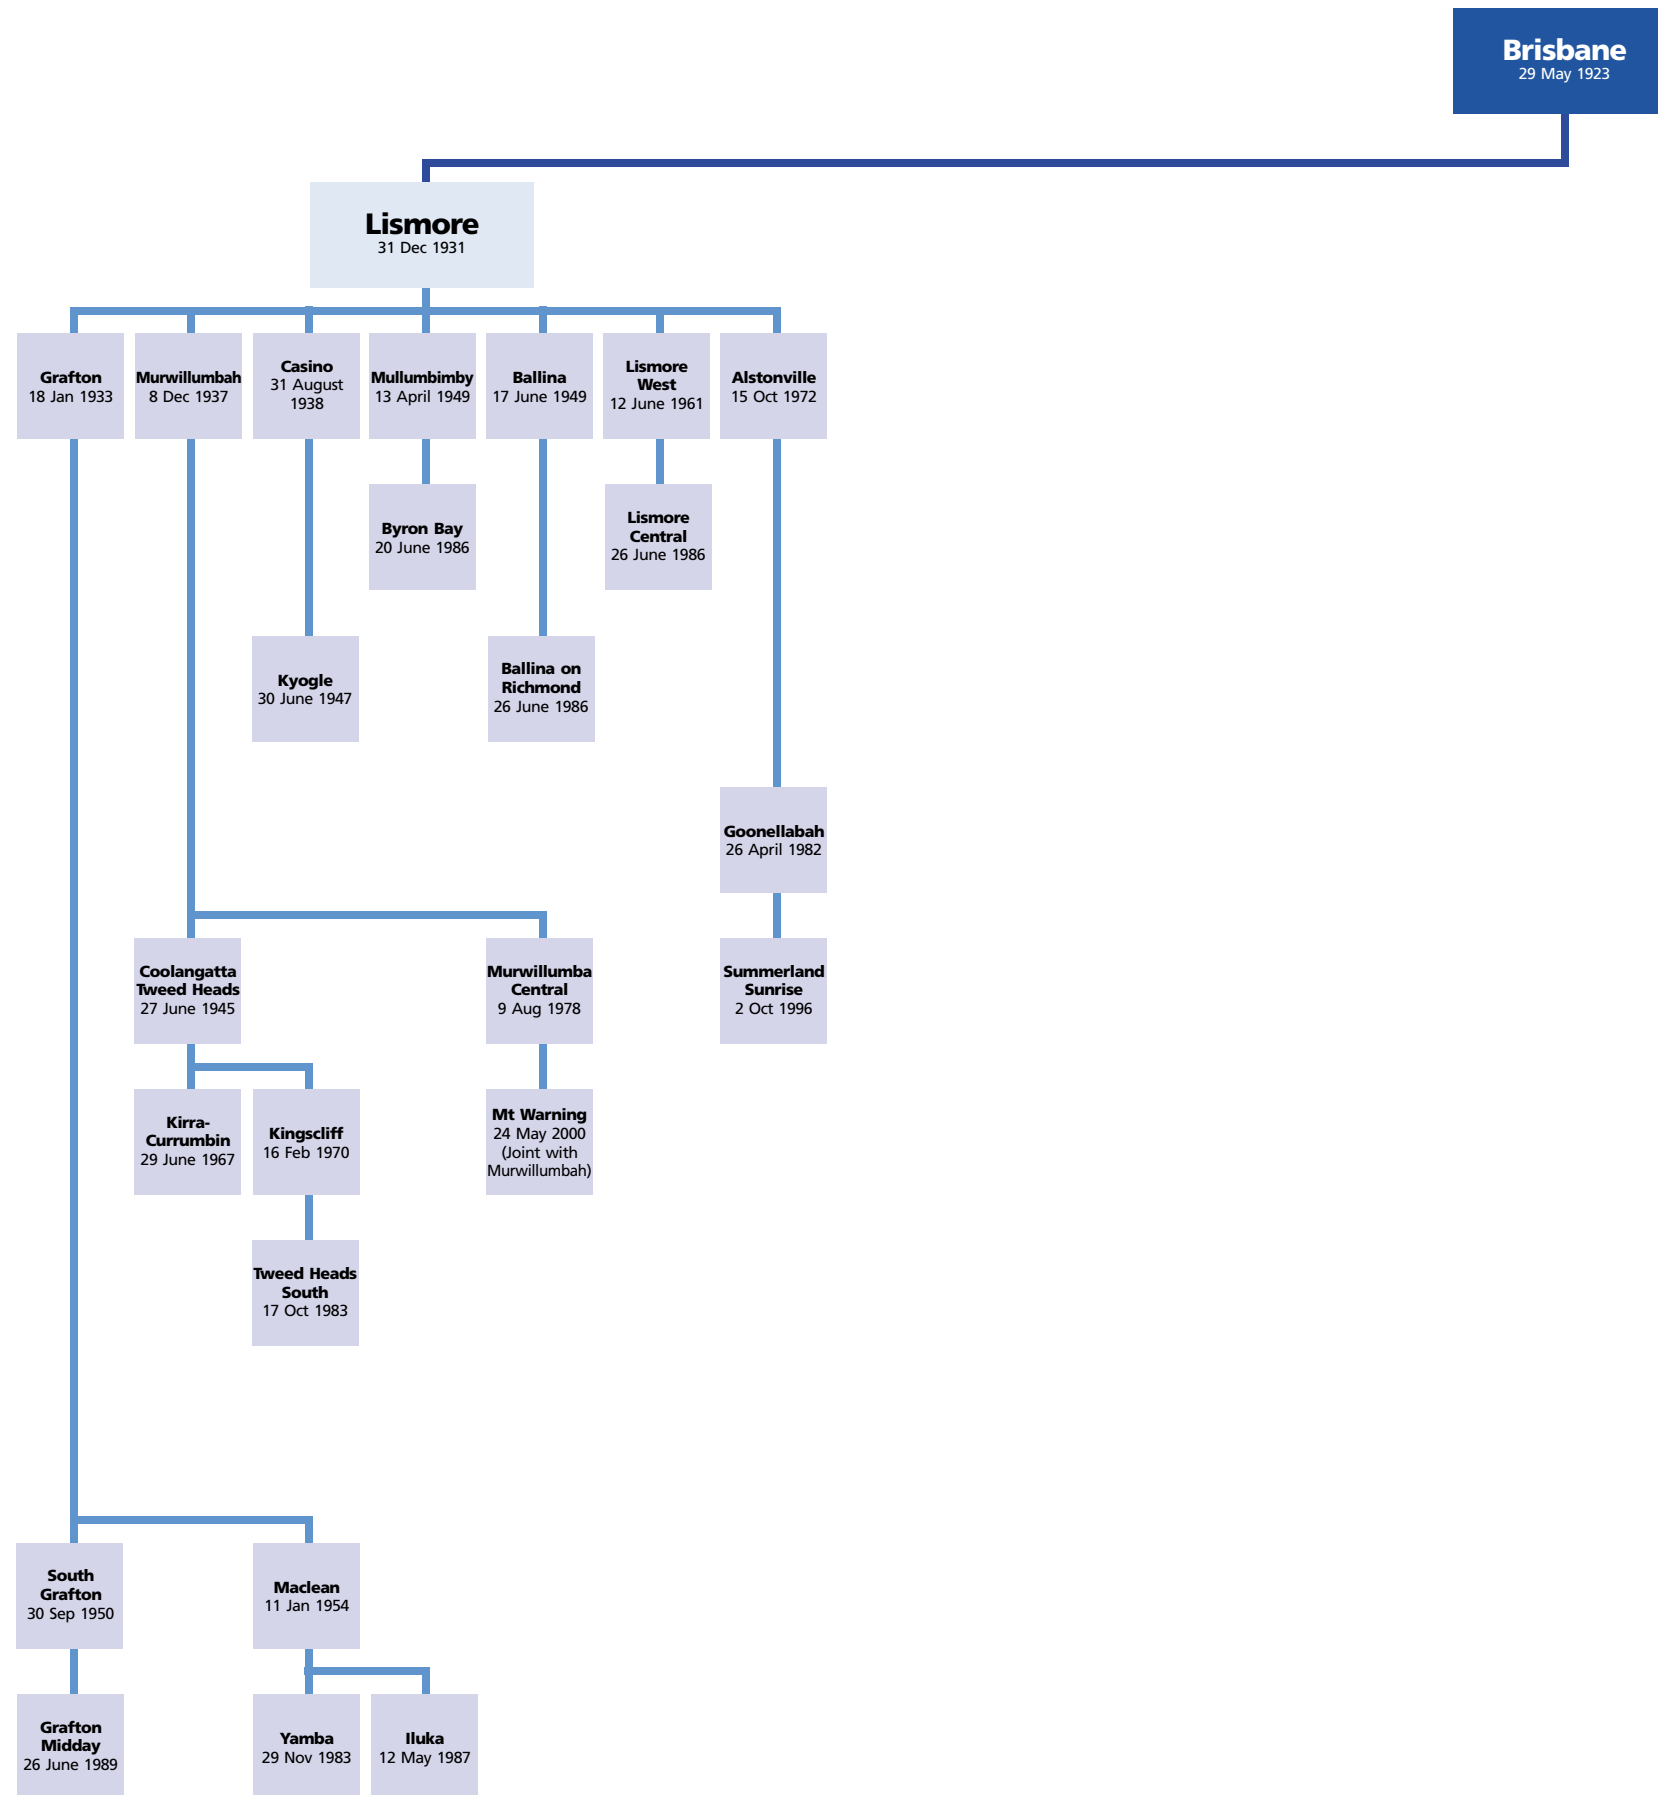 Brisbane
29 May 1923
Lismore
31 Dec 1931
Grafton
18 Jan 1933
Murwillumbah
8 Dec 1937
Casino
31 August
1938
Mullumbimby
13 April 1949
Ballina
17 June 1949
Lismore
West
12 June 1961
Alstonville
15 Oct 1972
Byron Bay
20 June 1986
Lismore
Central
26 June 1986
Kyogle
30 June 1947
Ballina on
Richmond
26 June 1986
Goonellabah
26 April 1982
Coolangatta
Tweed Heads
27 June 1945
Murwillumba
Central
9 Aug 1978
Summerland
Sunrise
2 Oct 1996
Kirra-
Currumbin
29 June 1967
Kingscliff
16 Feb 1970
Mt Warning
24 May 2000
(Joint with
Murwillumbah)
Tweed Heads
South
17 Oct 1983
South
Grafton
30 Sep 1950
Maclean
11 Jan 1954
Grafton
Midday
26 June 1989
Yamba
29 Nov 1983
Iluka
12 May 1987